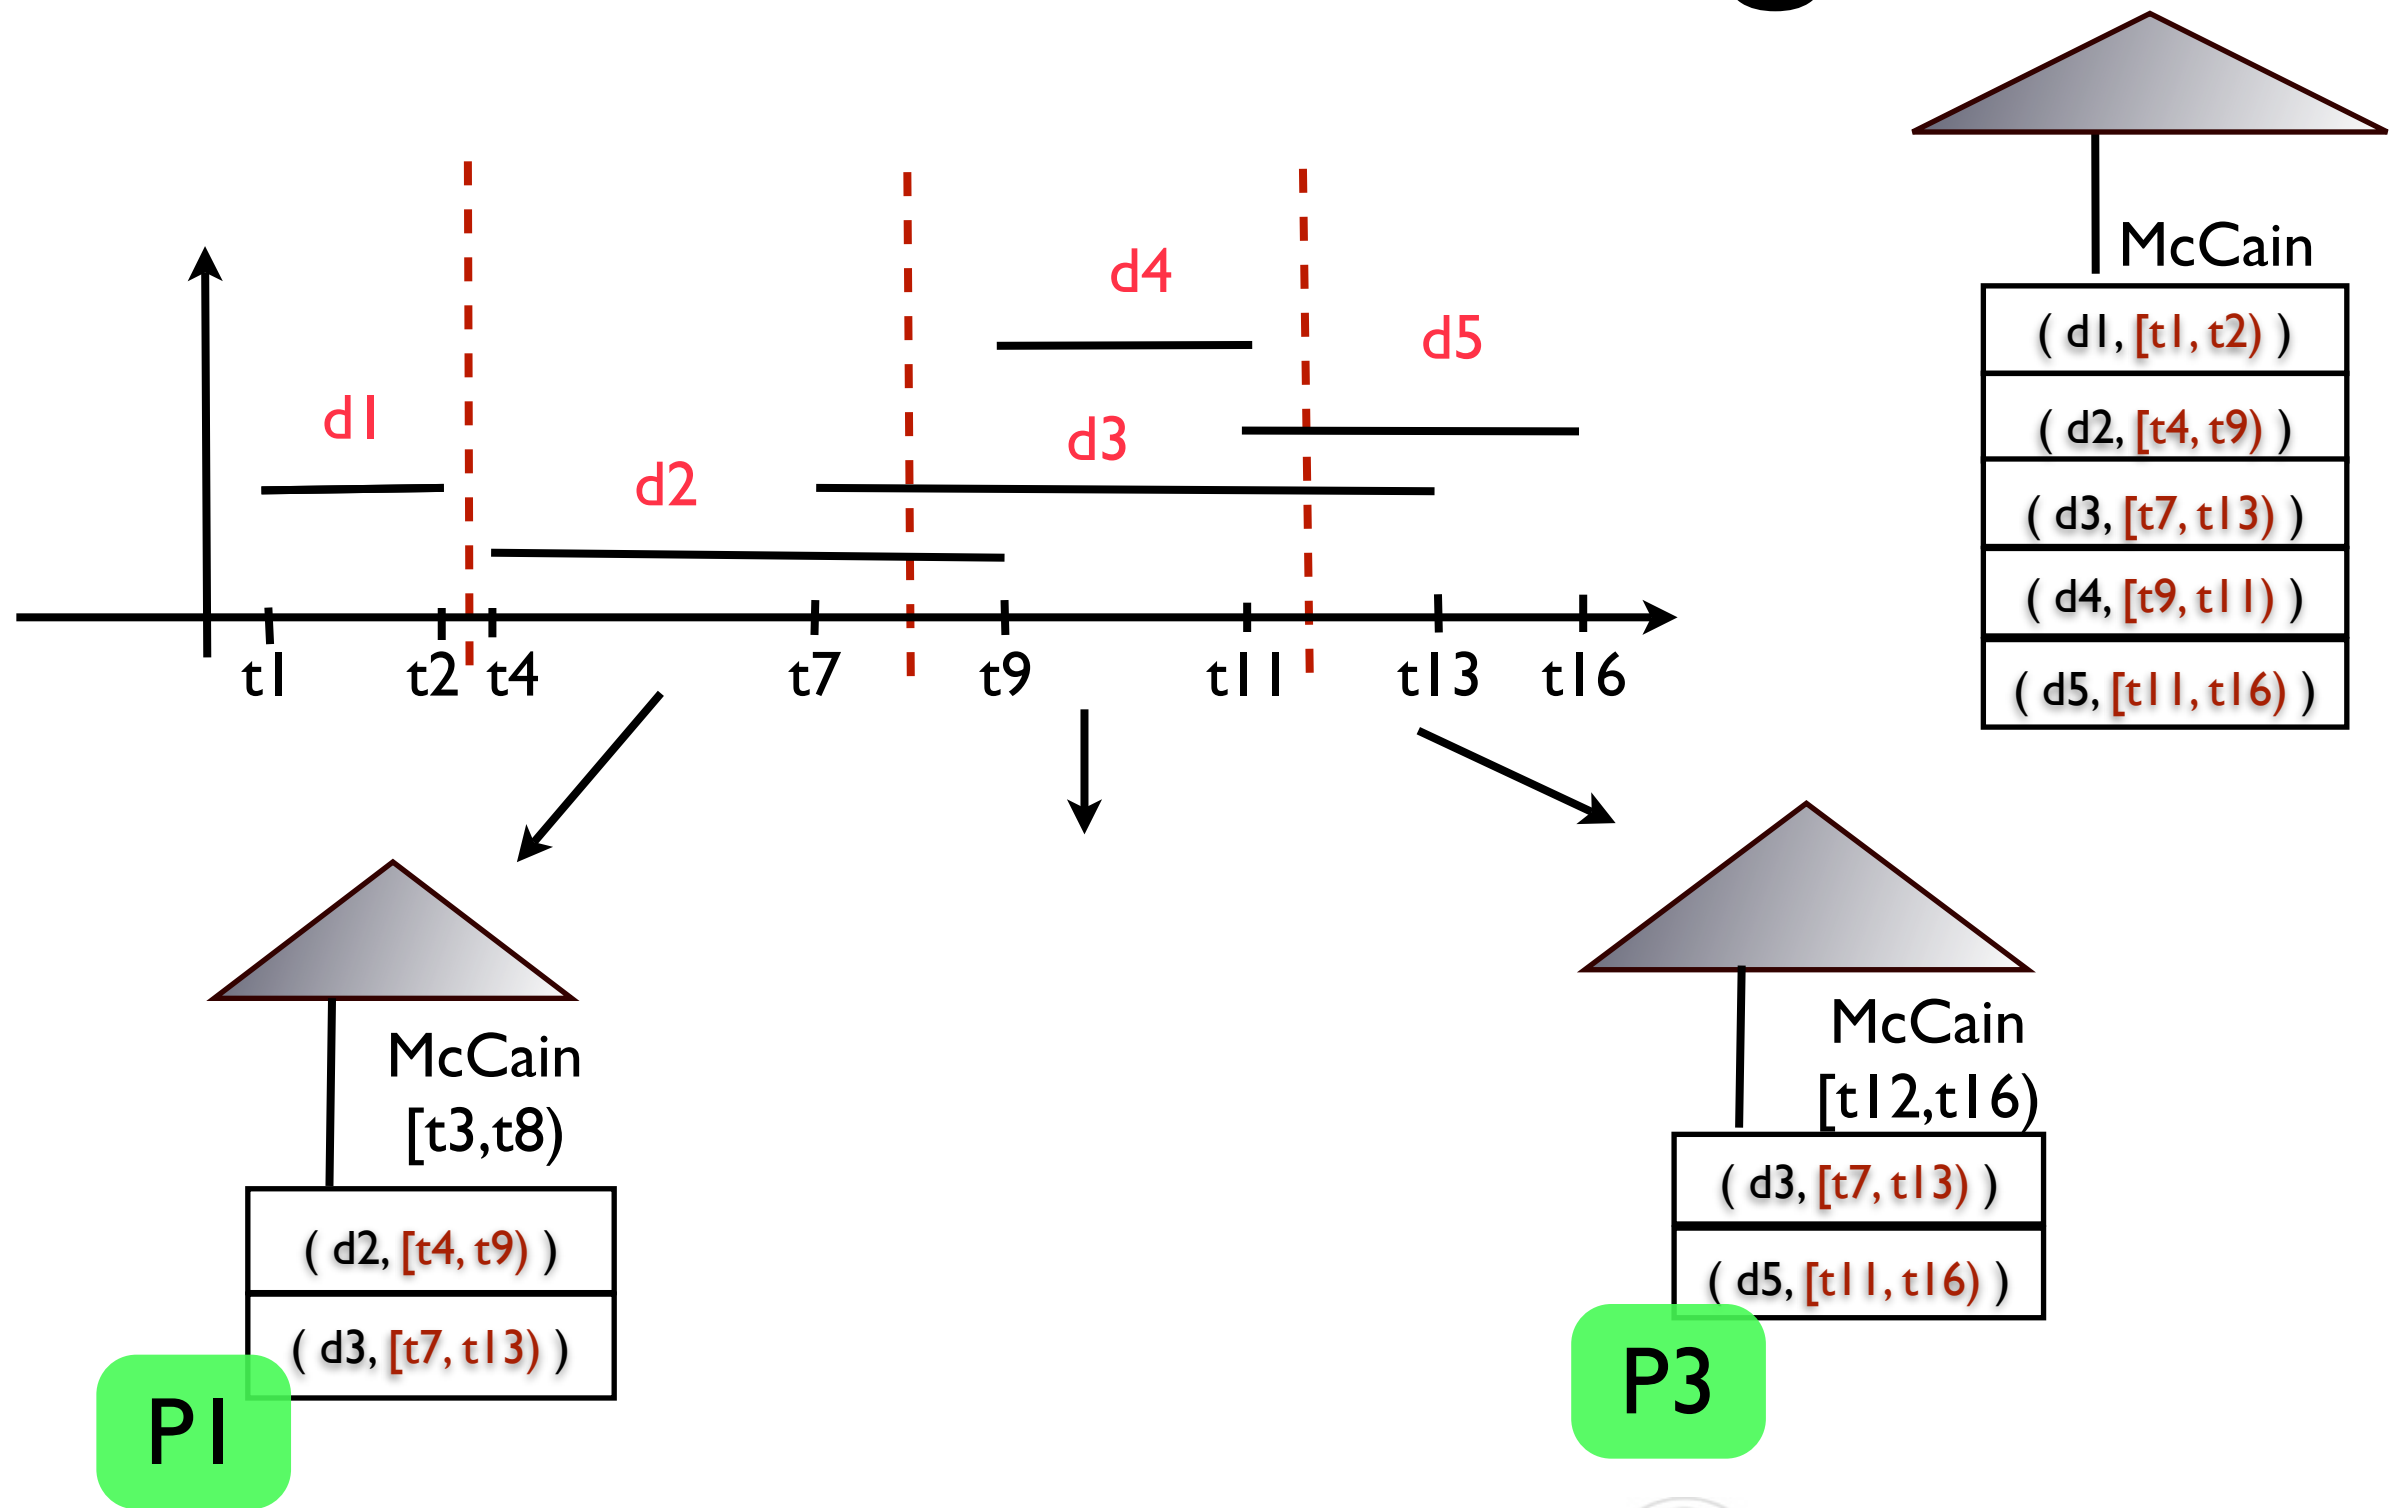 McCain
( d1, [t1, t2) )
( d2, [t4, t9) )
( d3, [t7, t13) )
( d4, [t9, t11) )
( d5, [t11, t16) )
d4
d5
d1
d3
d2
t1 t2 t4 t7 t9 t11 t13 t16
McCain
[t3,t8)
( d2, [t4, t9) )
( d3, [t7, t13) )
P1
McCain
[t12,t16)
( d3, [t7, t13) )
( d5, [t11, t16) )
P3